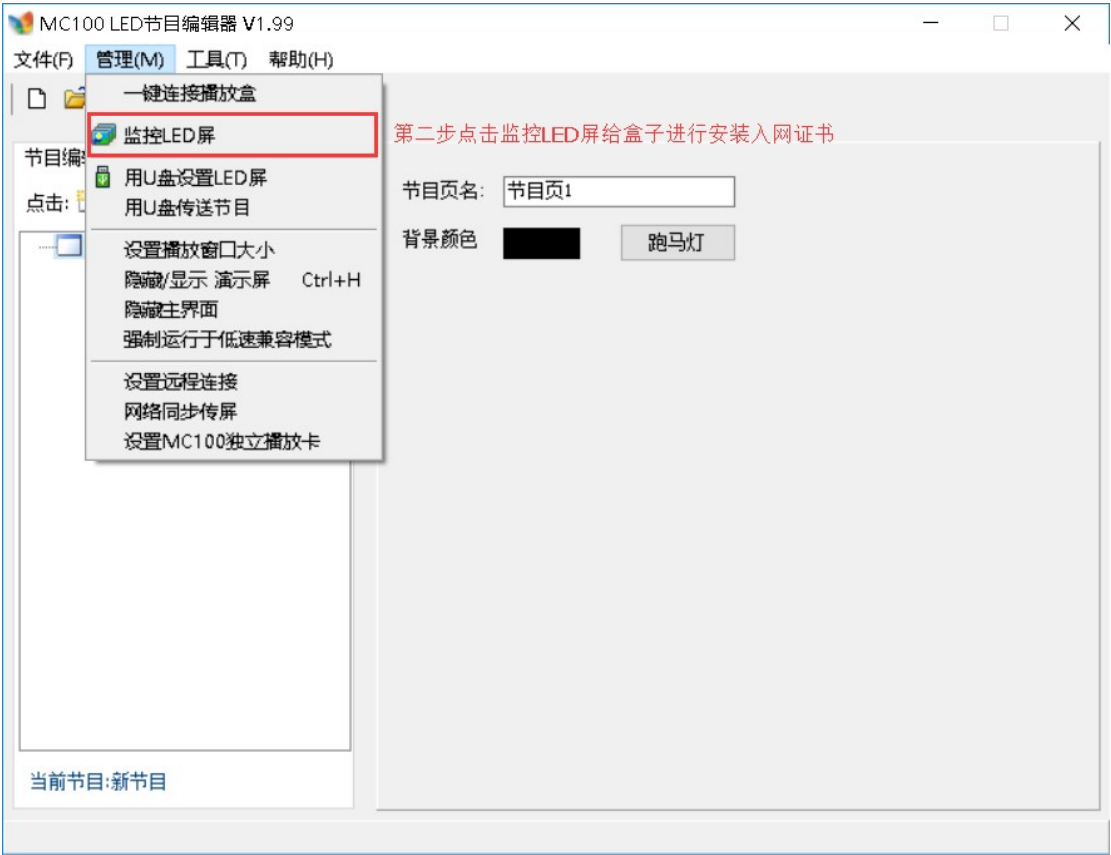 MC100 LED节目编辑器 V1.99
文件(F) 管理(M) 工具(T) 帮助(H)
一键连接播放盒
监控LED屏
第二步点击监控LED屏给盒子进行安装入网证书
节目编
用U盘设置LED屏
点击:
用U盘传送节目
节目页名: 节目页1
背景颜色 跑马灯
设置播放窗口大小
隐藏/显示 演示屏 Ctrl+H
隐藏主界面
强制运行于低速兼容模式
设置远程连接
网络同步传屏
设置MC100独立播放卡
当前节目:新节目